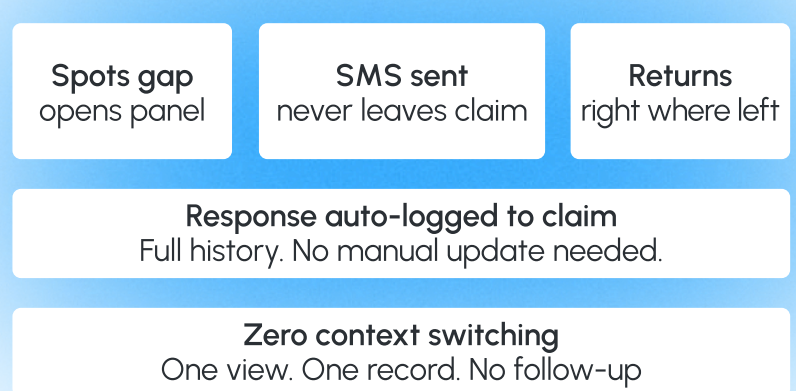 Spots gap
opens panel
SMS sent
never leaves claim
Returns
right where left
Response auto-logged to claim
Full history. No manual update needed.
Zero context switching
One view. One record. No follow-up